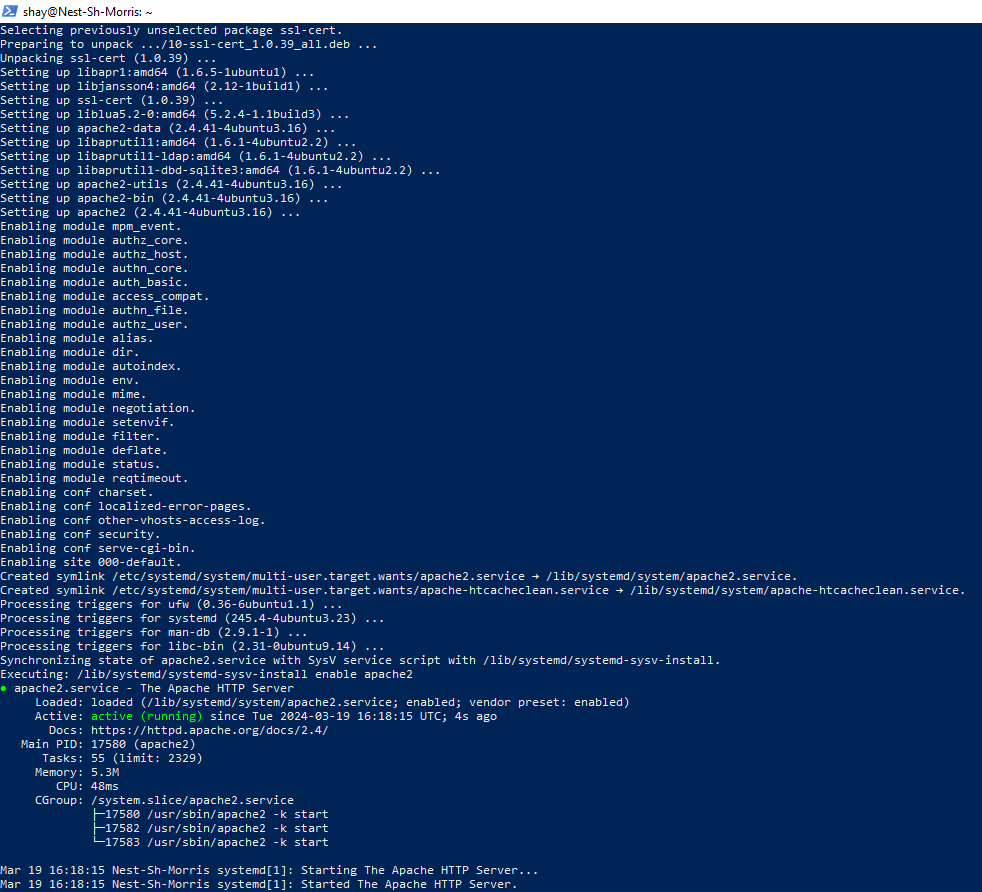 shay@Nest-Sh-Morris: ~
Selecting previously unselected package ssl-cert.
Preparing to unpack .../10-ssl-cert_1.0.39_all.deb ...
Unpacking ssl-cert (1.0.39) ...
Setting up libapr1:amd64 (1.6.5-1ubuntu1) ...
Setting up libjansson4:amd64 (2.12-1build1) ...
Setting up ssl-cert (1.0.39) ...
Setting up liblua5.2-0:amd64 (5.2.4-1.1build3) ...
Setting up apache2-data (2.4.41-4ubuntu3.16) ...
Setting up libaprutil1:amd64 (1.6.1-4ubuntu2.2) ...
Setting up libaprutil1-ldap:amd64 (1.6.1-4ubuntu2.2) ...
Setting up libaprutil1-dbd-sqlite3:amd64 (1.6.1-4ubuntu2.2) ...
Setting up apache2-utils (2.4.41-4ubuntu3.16) ...
Setting up apache2-bin (2.4.41-4ubuntu3.16) ...
Setting up apache2 (2.4.41-4ubuntu3.16) ...
Enabling module mpm_event.
Enabling module authz_core.
Enabling module authz_host.
Enabling module authn_core.
Enabling module auth_basic.
Enabling module access_compat.
Enabling module authn_file.
Enabling module authz_user.
Enabling module alias.
Enabling module dir.
Enabling module autoindex.
Enabling module env.
Enabling module mime.
Enabling module negotiation.
Enabling module setenvif.
Enabling module filter.
Enabling module deflate.
Enabling module status.
Enabling module reqtimeout.
Enabling conf charset.
Enabling conf localized-error-pages.
Enabling conf other-vhosts-access-log.
Enabling conf security.
Enabling conf serve-cgi-bin.
Enabling site 000-default.
Created symlink /etc/systemd/system/multi-user.target.wants/apache2.service → /lib/systemd/system/apache2.service.
Created symlink /etc/systemd/system/multi-user.target.wants/apache-htcacheclean.service → /lib/systemd/system/apache-htcacheclean.service.
Processing triggers for ufw (0.36-6ubuntu1.1) ...
Processing triggers for systemd (245.4-4ubuntu3.23) ...
Processing triggers for man-db (2.9.1-1) ...
Processing triggers for libc-bin (2.31-0ubuntu9.14) ...
Synchronizing state of apache2.service with SysV service script with /lib/systemd/systemd-sysv-install.
Executing: /lib/systemd/systemd-sysv-install enable apache2
● apache2.service - The Apache HTTP Server
Loaded: loaded (/lib/systemd/system/apache2.service; enabled; vendor preset: enabled)
Active: active (running) since Tue 2024-03-19 16:18:15 UTC; 4s ago
Docs: https://httpd.apache.org/docs/2.4/
Main PID: 17580 (apache2)
Tasks: 55 (limit: 2329)
Memory: 5.3M
CPU: 48ms
CGroup: /system.slice/apache2.service
├─17580 /usr/sbin/apache2 -k start
├─17582 /usr/sbin/apache2 -k start
└─17583 /usr/sbin/apache2 -k start
Mar 19 16:18:15 Nest-Sh-Morris systemd[1]: Starting The Apache HTTP Server...
Mar 19 16:18:15 Nest-Sh-Morris systemd[1]: Started The Apache HTTP Server.